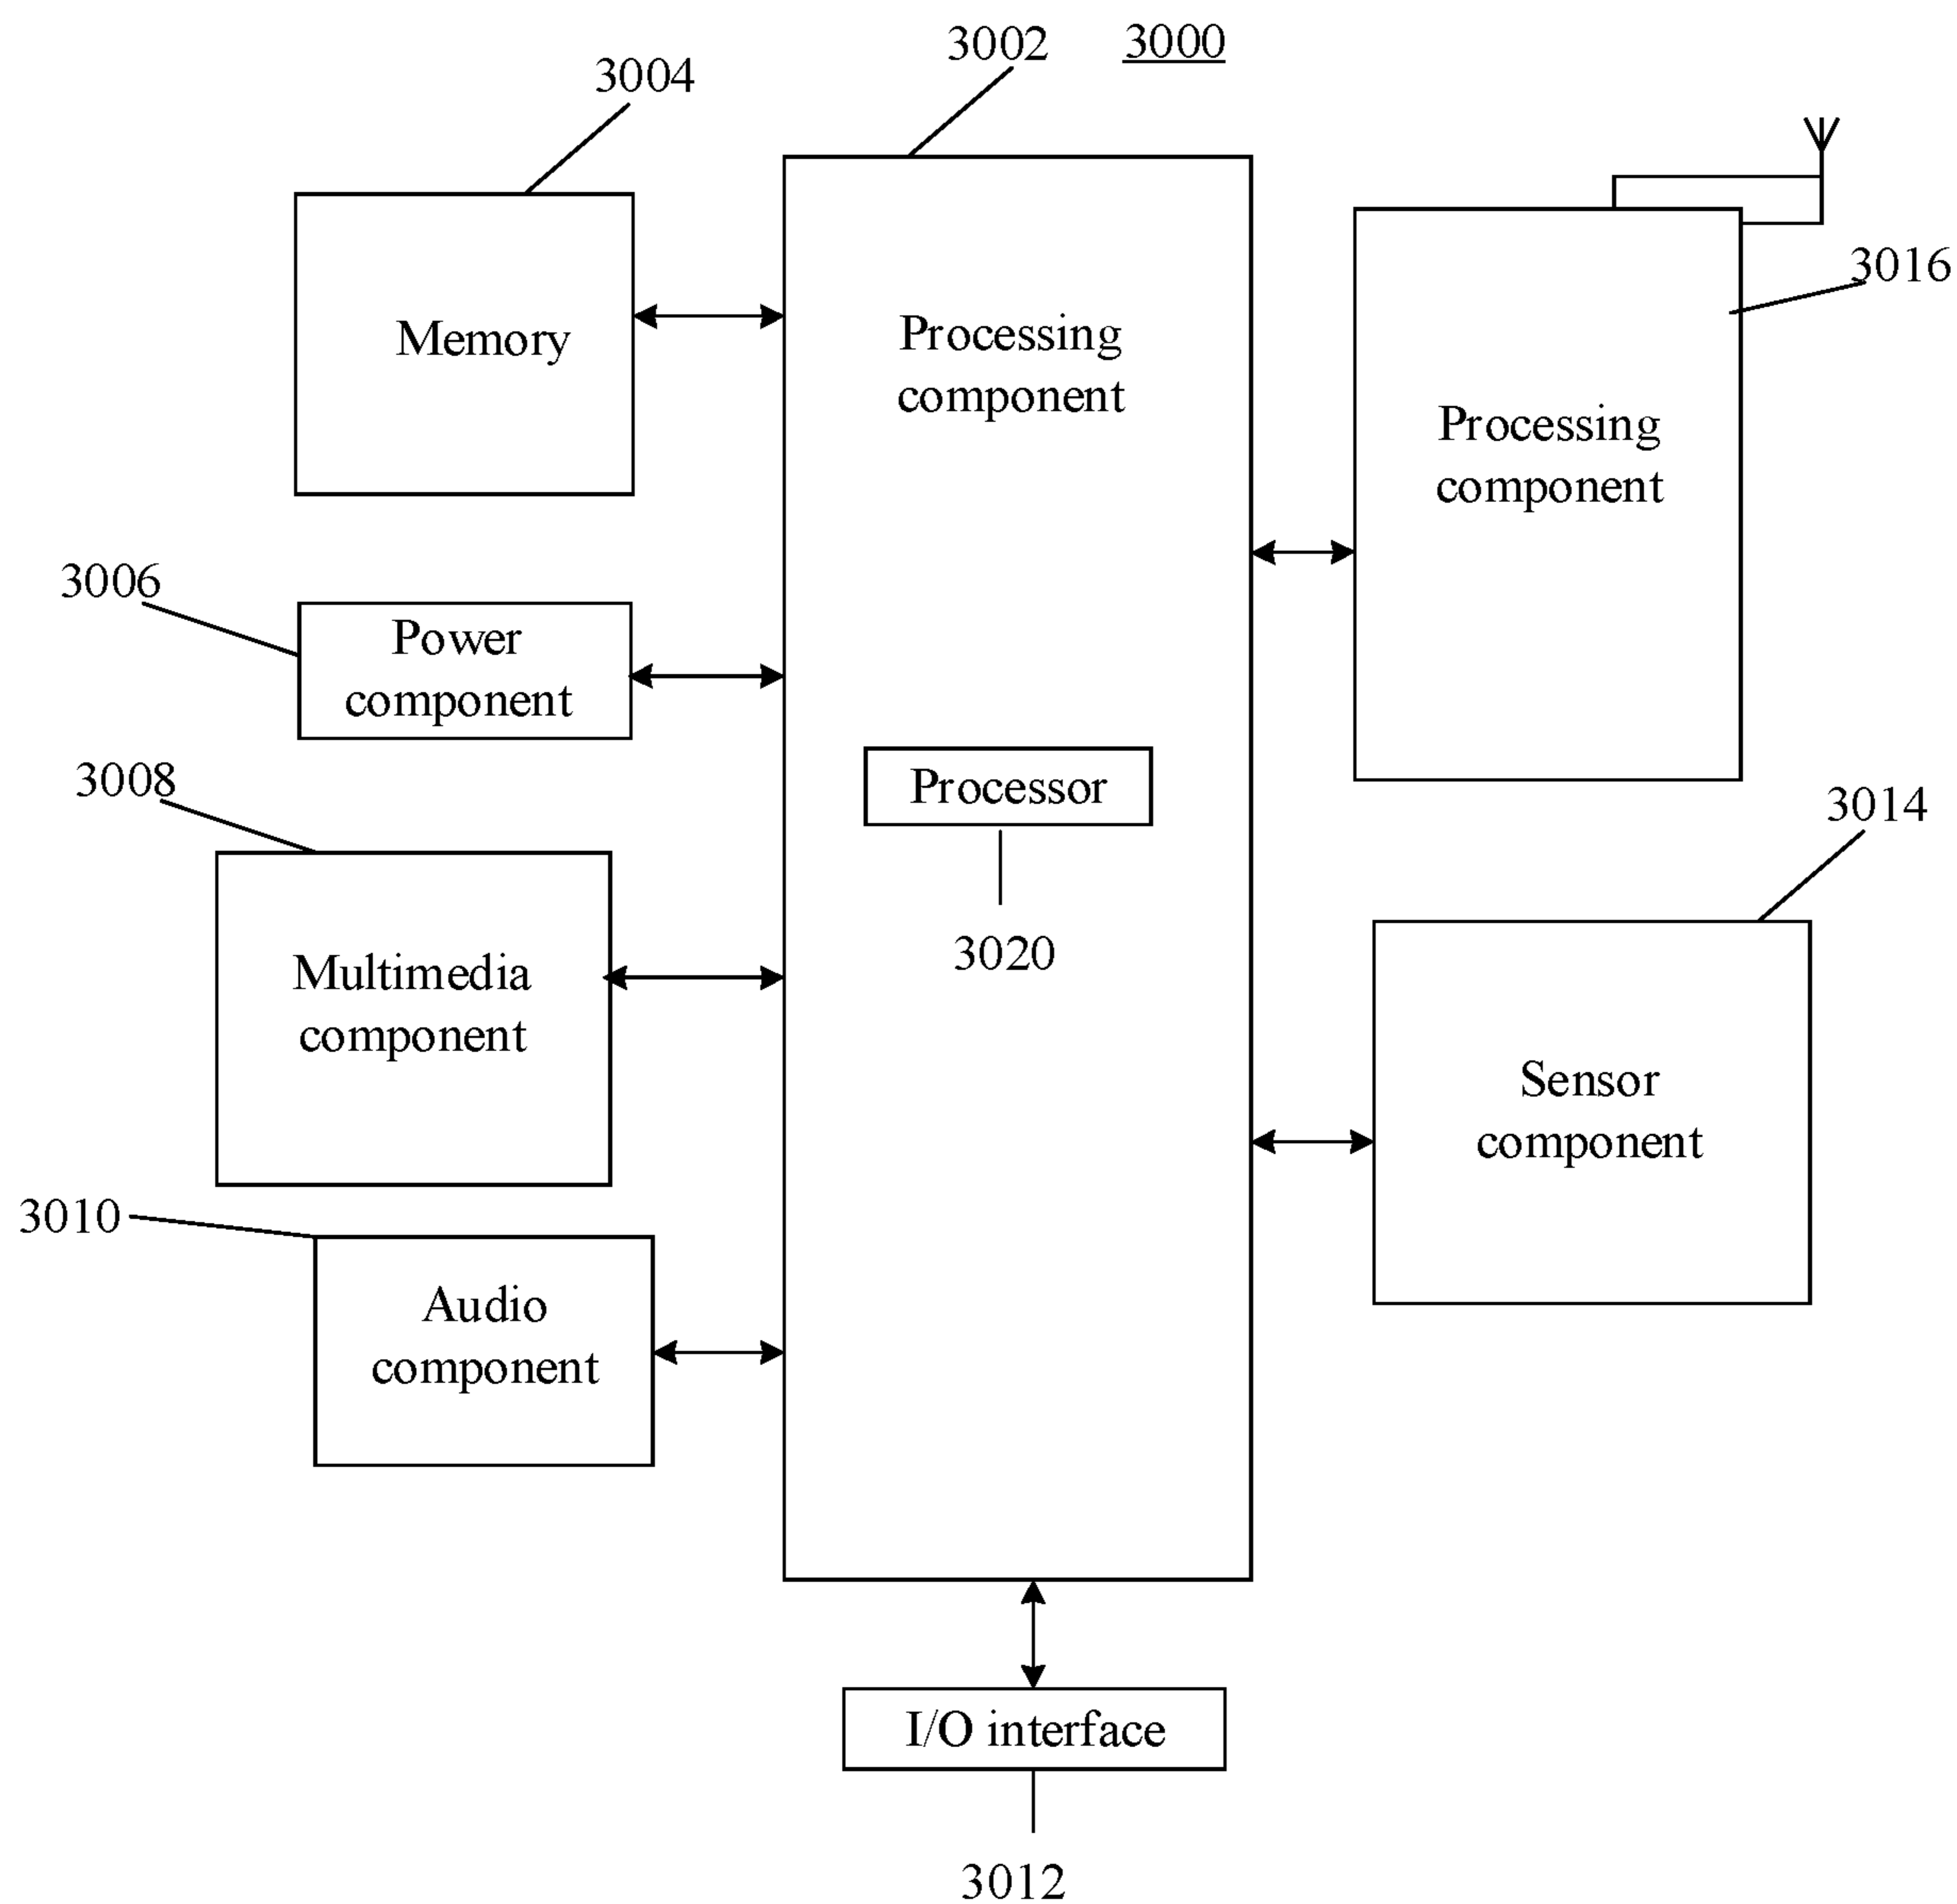 3002
3000
3004
3016
Memory
Processing
component
Processing
component
3006
Power
component
3008
Processor
3014
3020
Multimedia
component
Sensor
component
3010
Audio
component
I/O interface
3012